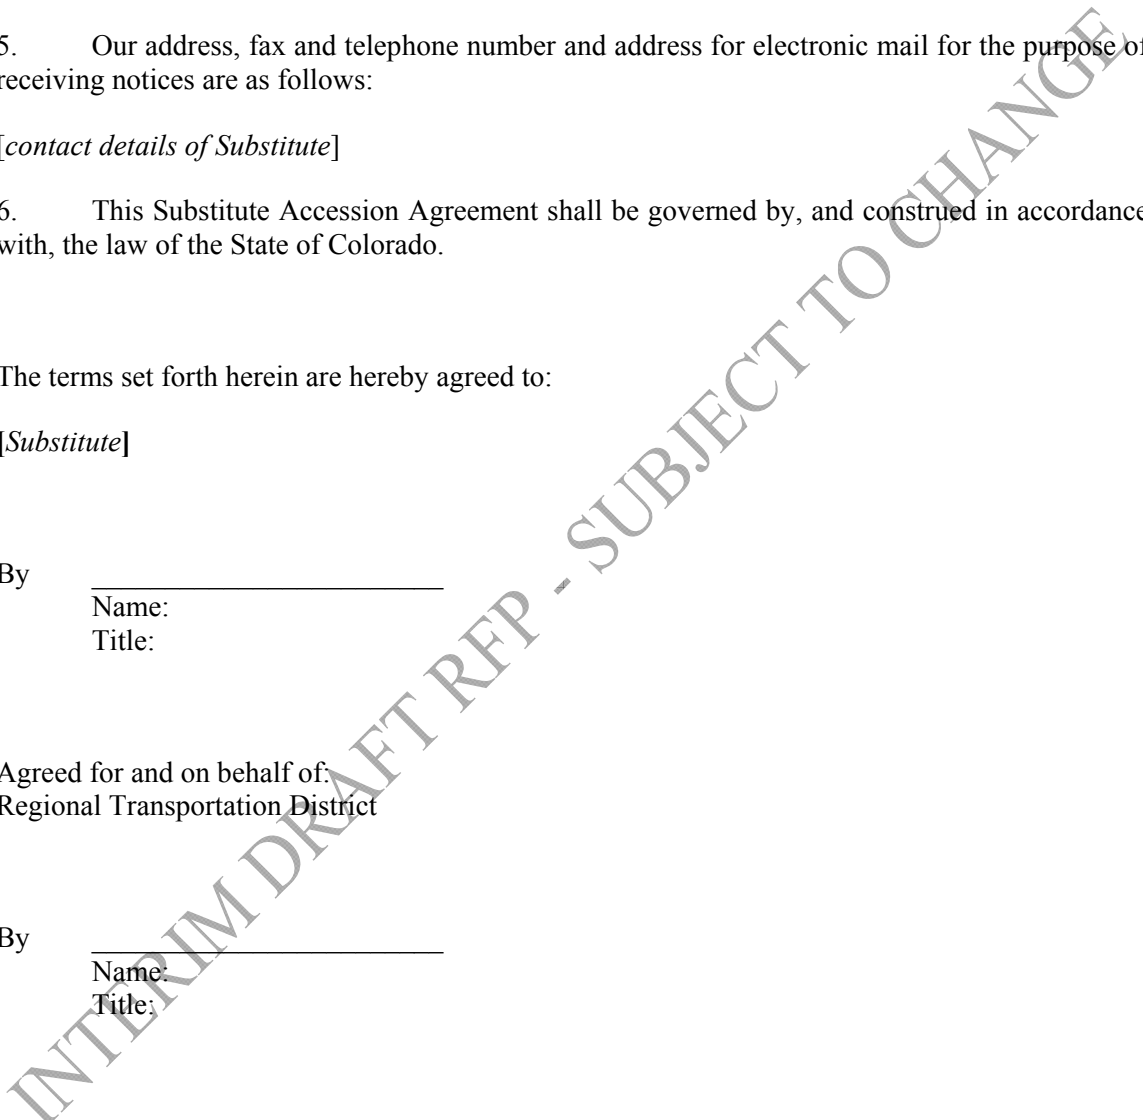 5. Our address, fax and telephone number and address for electronic mail for the purpose of
receiving notices are as follows:
[contact details of Substitute]
6. This Substitute Accession Agreement shall be governed by, and construed in accordance
with, the law of the State of Colorado.
The terms set forth herein are hereby agreed to:
[Substitute]
By ________________________
Name:
Title:
Agreed for and on behalf of:
Regional Transportation District
By ________________________
Name:
Title:
INTERIM DRAFT RFP - SUBJECT TO CHANGE